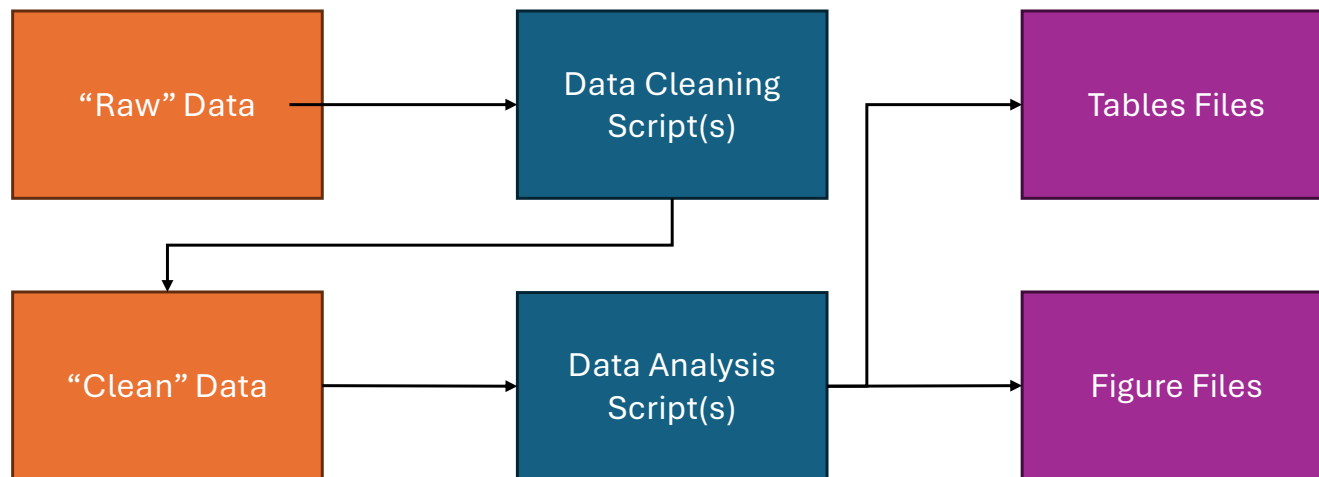 “Raw” Data
Data Cleaning
Script(s)
Tables Files
“Clean” Data
Data Analysis
Script(s)
Figure Files